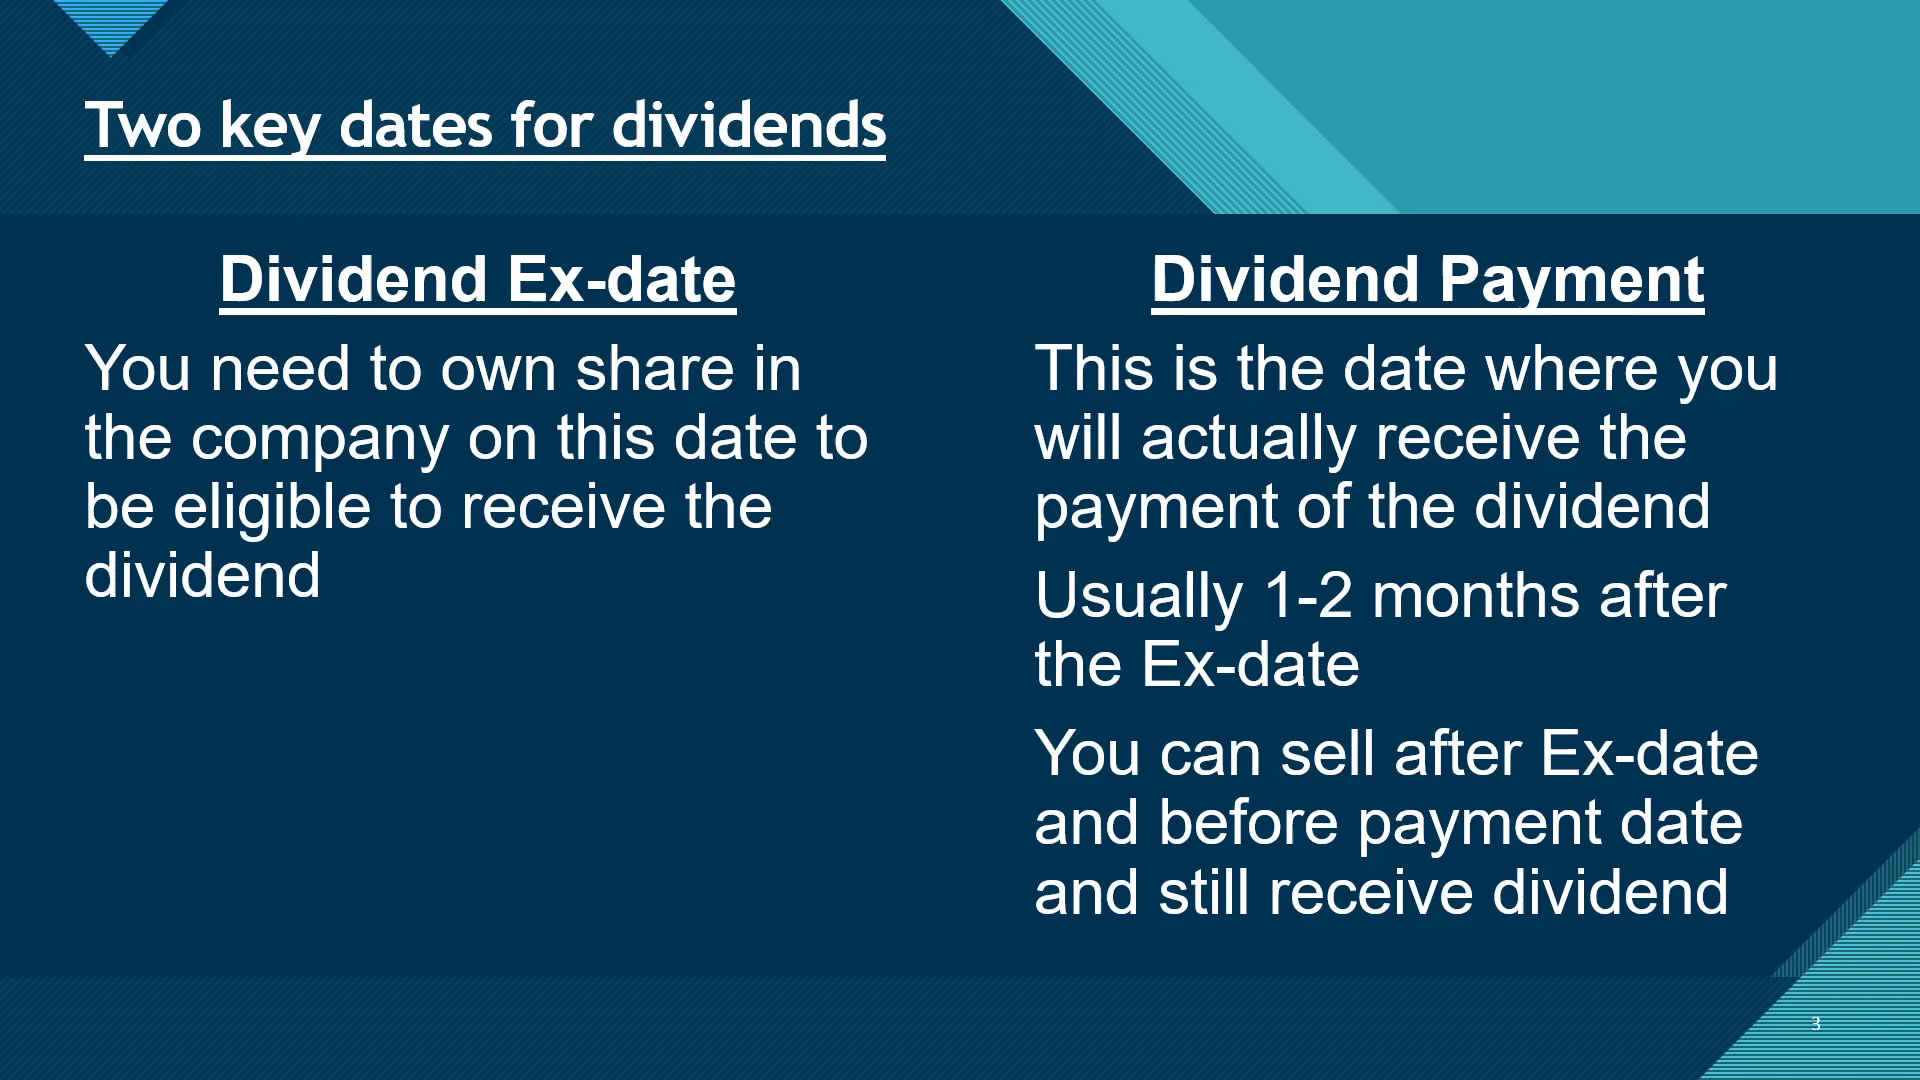 Two key dates for dividends
Dividend Ex-date
You need to own share in
the company on this date to
be eligible to receive the
dividend
Dividend Payment
This is the date where you
will actually receive the
payment of the dividend
Usually 1-2 months after
the Ex-date
You can sell after Ex-date
and before payment date
and still receive dividend
3